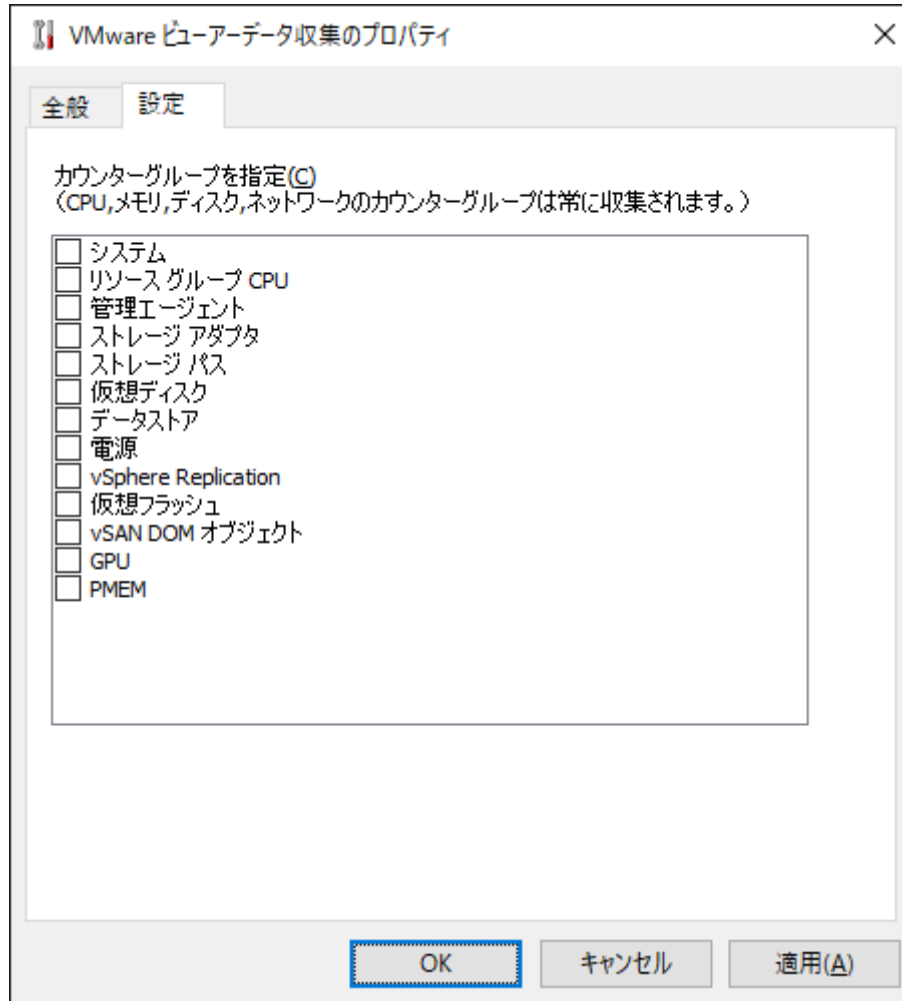 VMware ビューアーデータ収集のプロパティ
全般
設定
カウンターグループを指定(C)
（CPU,メモリ,ディスク,ネットワークのカウンターグループは常に収集されます。）
システム
リソース グループ CPU
管理エージェント
ストレージ アダプタ
ストレージ パス
仮想ディスク
データストア
電源
vSphere Replication
仮想フラッシュ
vSAN DOM オブジェクト
GPU
PMEM
OK
キャンセル
適用(A)